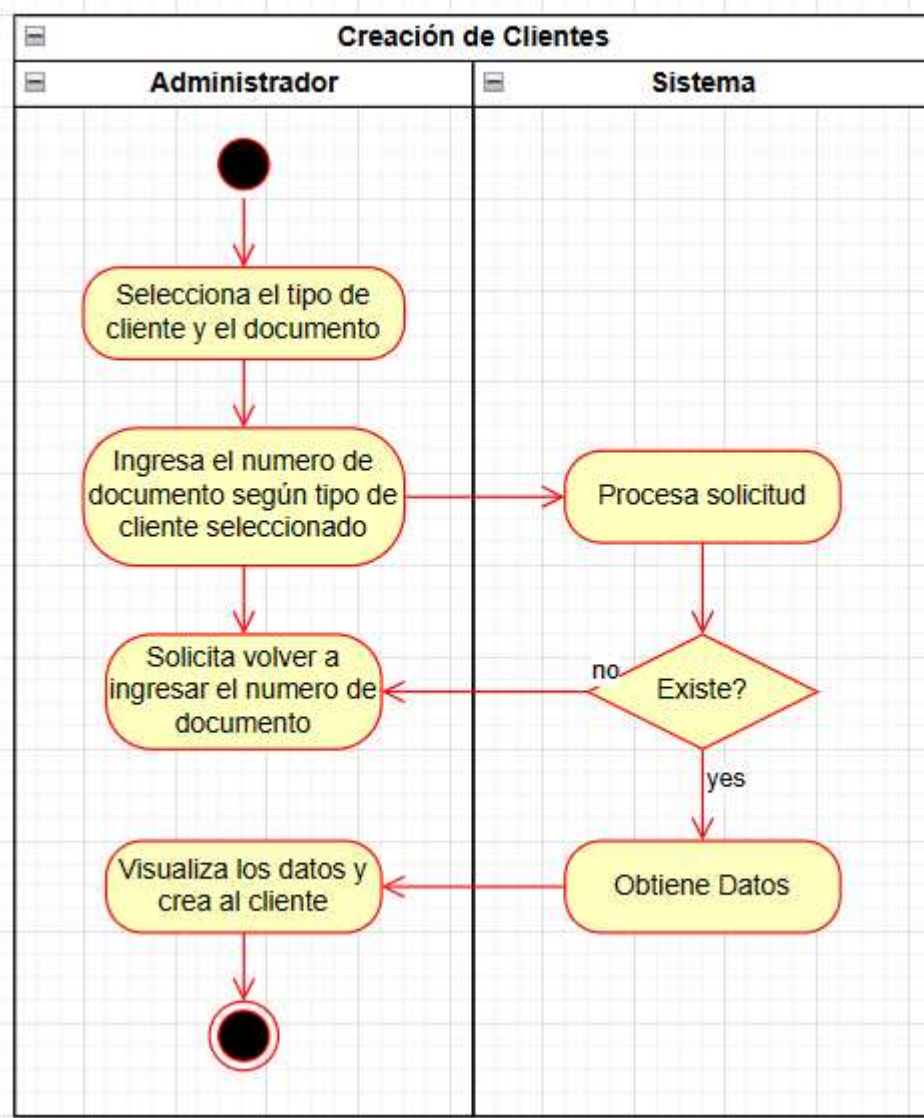 Creación de Clientes
Administrador
Sistema
Selecciona el tipo de
cliente y el documento
Ingresa el numero de
documento según tipo de
cliente seleccionado
Procesa solicitud
Solicita volver a
ingresar el numero de
documento
no
Existe?
yes
Visualiza los datos y
crea al cliente
Obtiene Datos